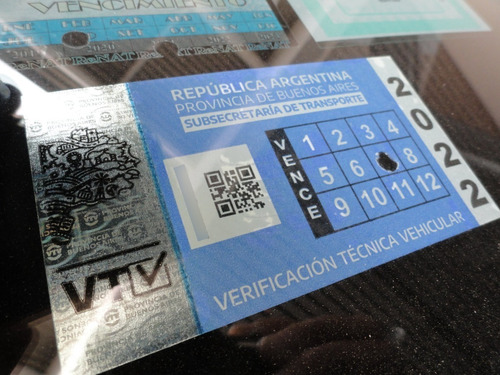 VENCIMIENTO
2020
REPÚBLICA ARGENTINA
PROVINCIA DE BUENOS AIRES
SUBSECRETARÍA DE TRANSPORTE
VENCE
1 2 3 4
5 6 8
9 10 11 12
2022
VTV
VERIFICACIÓN TÉCNICA VEHICULAR